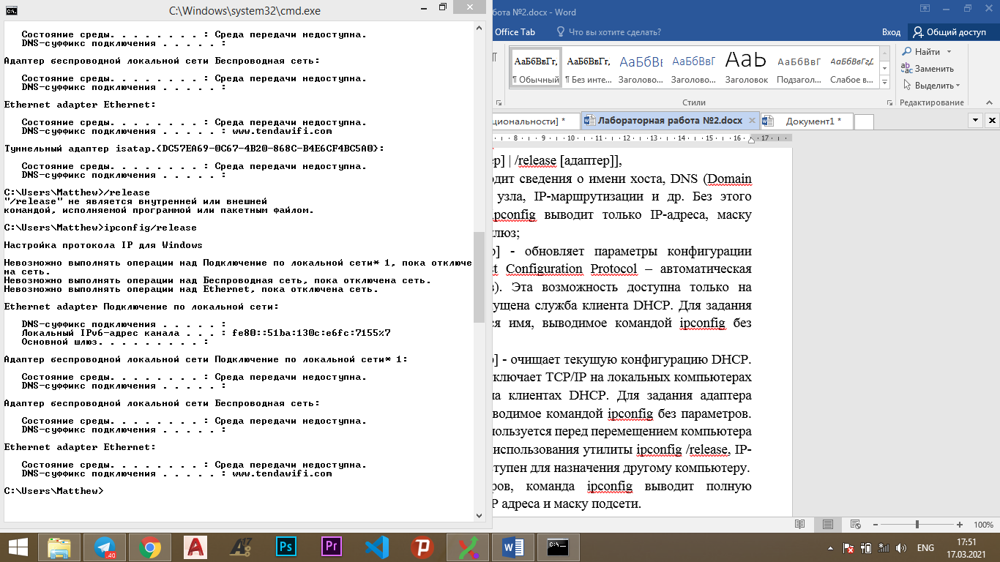 C:\Windows\system32\cmd.exe
Состояние среды. . . . . . . . : Среда передачи недоступна.
DNS-суффикс подключения . . . . . :
Адаптер беспроводной локальной сети Беспроводная сеть:
Состояние среды. . . . . . . . : Среда передачи недоступна.
DNS-суффикс подключения . . . . . :
Ethernet adapter Ethernet:
Состояние среды. . . . . . . . : Среда передачи недоступна.
DNS-суффикс подключения . . . . . : www.tendawifi.com
Туннельный адаптер isatap.{DC57EA69-0C67-4B20-868C-B4E6CF4BC5A0}:
Состояние среды. . . . . . . . : Среда передачи недоступна.
DNS-суффикс подключения . . . . . :
C:\Users\Matthew>/release
"/release" не является внутренней или внешней
командой, исполняемой программой или пакетным файлом.
C:\Users\Matthew>ipconfig/release
Настройка протокола IP для Windows
Невозможно выполнять операции над Подключение по локальной сети* 1, пока отключе
на сеть.
Невозможно выполнять операции над Беспроводная сеть, пока отключена сеть.
Невозможно выполнять операции над Ethernet, пока отключена сеть.
Ethernet adapter Подключение по локальной сети:
DNS-суффикс подключения . . . . . :
Локальный IPv6-адрес канала . . . : fe80::51ba:130c:e6fc:7155%7
Основной шлюз. . . . . . . . . :
Адаптер беспроводной локальной сети Подключение по локальной сети* 1:
Состояние среды. . . . . . . . : Среда передачи недоступна.
DNS-суффикс подключения . . . . . :
Адаптер беспроводной локальной сети Беспроводная сеть:
Состояние среды. . . . . . . . : Среда передачи недоступна.
DNS-суффикс подключения . . . . . :
Ethernet adapter Ethernet:
Состояние среды. . . . . . . . : Среда передачи недоступна.
DNS-суффикс подключения . . . . . : www.tendawifi.com
C:\Users\Matthew>
бота №2.docx - Word
Office Tab Что вы хотите сделать? Вход Общий доступ
АаБбВвГг, АаБбВвГг, АаБбВв АаБбВвГ АаЬ АаБбВвГ АаБбВвГгД
¶ Обычный ¶ Без инте... Заголово... Заголово... Заголовок Подзагол... Слабое в...
Найти
Заменить
Выделить
Стили Редактирование
циональности] * Лабораторная работа №2.docx Документ1 *
8 9 10 11 12 13 14 15 16 17
ер] | /release [адаптер]],
одит сведения о имени хоста, DNS (Domain
узла, IP-маршрутизации и др. Без этого
ipconfig выводит только IP-адреса, маску
люз;
р] - обновляет параметры конфигурации
st Configuration Protocol – автоматическая
в). Эта возможность доступна только на
ущена служба клиента DHCP. Для задания
ся имя, выводимое командой ipconfig без
р] - очищает текущую конфигурацию DHCP.
ключает TCP/IP на локальных компьютерах
на клиентах DHCP. Для задания адаптера
водимое командой ipconfig без параметров.
пользуется перед перемещением компьютера
использования утилиты ipconfig /release, IP-
ступен для назначения другому компьютеру.
ров, команда ipconfig выводит полную
P адреса и маску подсети.
100%
.40 A 17 Ps Pr ENG 17:51
17.03.2021